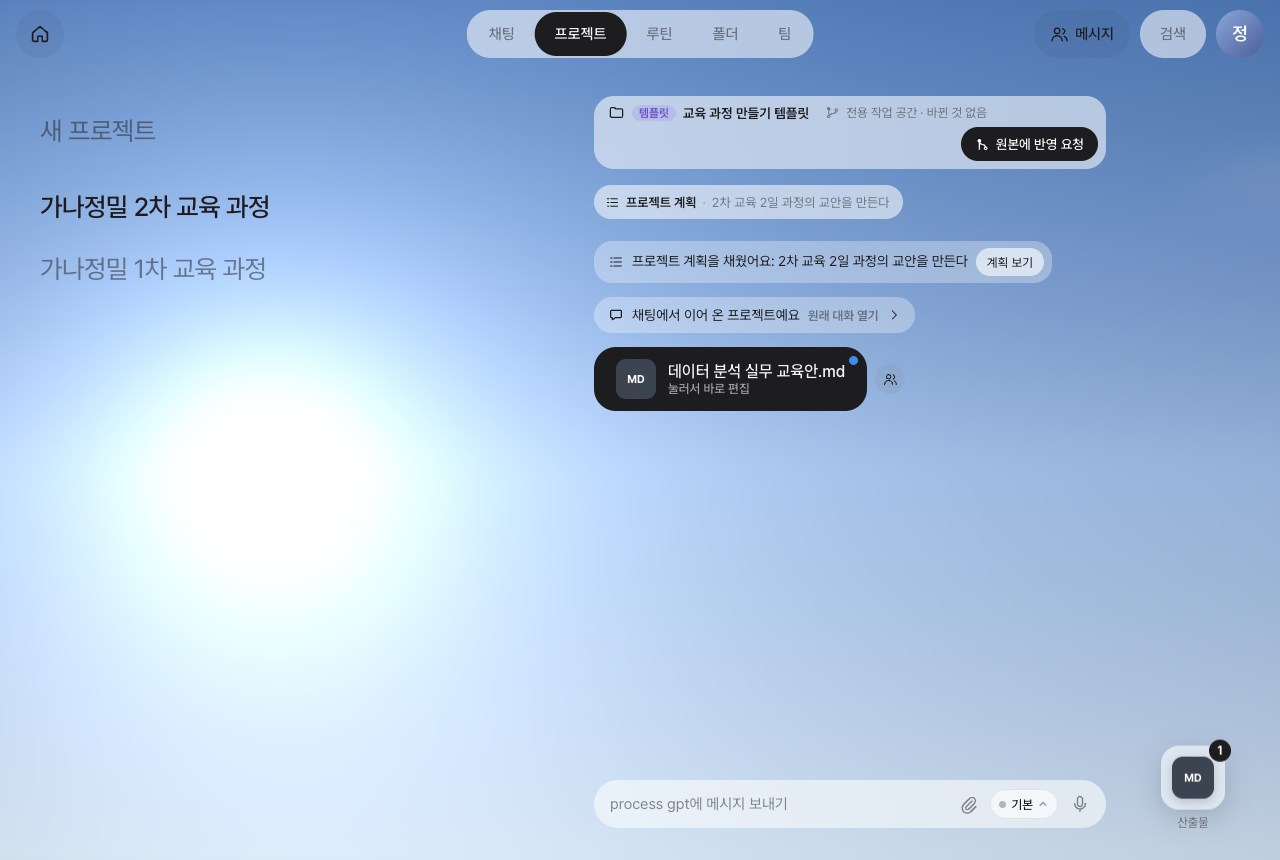 채팅
프로젝트
루틴
폴더
팀
메시지
검색
정
새 프로젝트
가나정밀 2차 교육 과정
가나정밀 1차 교육 과정
템플릿 교육 과정 만들기 템플릿 전용 작업 공간 · 바뀐 것 없음
원본에 반영 요청
프로젝트 계획 · 2차 교육 2일 과정의 교안을 만든다
프로젝트 계획을 채웠어요: 2차 교육 2일 과정의 교안을 만든다 계획 보기
채팅에서 이어 온 프로젝트예요 원래 대화 열기
MD
데이터 분석 실무 교육안.md
눌러서 바로 편집
process gpt에 메시지 보내기
기본
1
MD
산출물